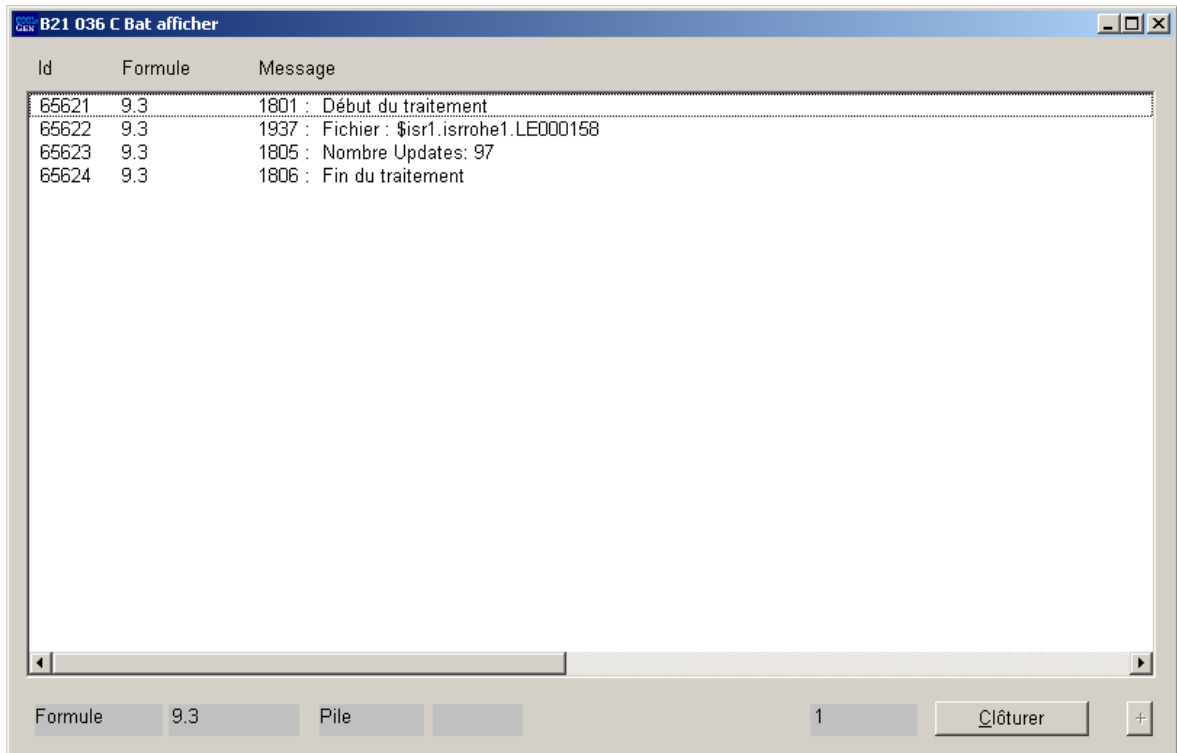 COOL: GEN B21 036 C Bat afficher
Id Formule Message
65621 9.3 1801 : Début du traitement
65622 9.3 1937 : Fichier : $isr1.isrrohe1.LE000158
65623 9.3 1805 : Nombre Updates: 97
65624 9.3 1806 : Fin du traitement
Formule 9.3 Pile 1 Clôturer +